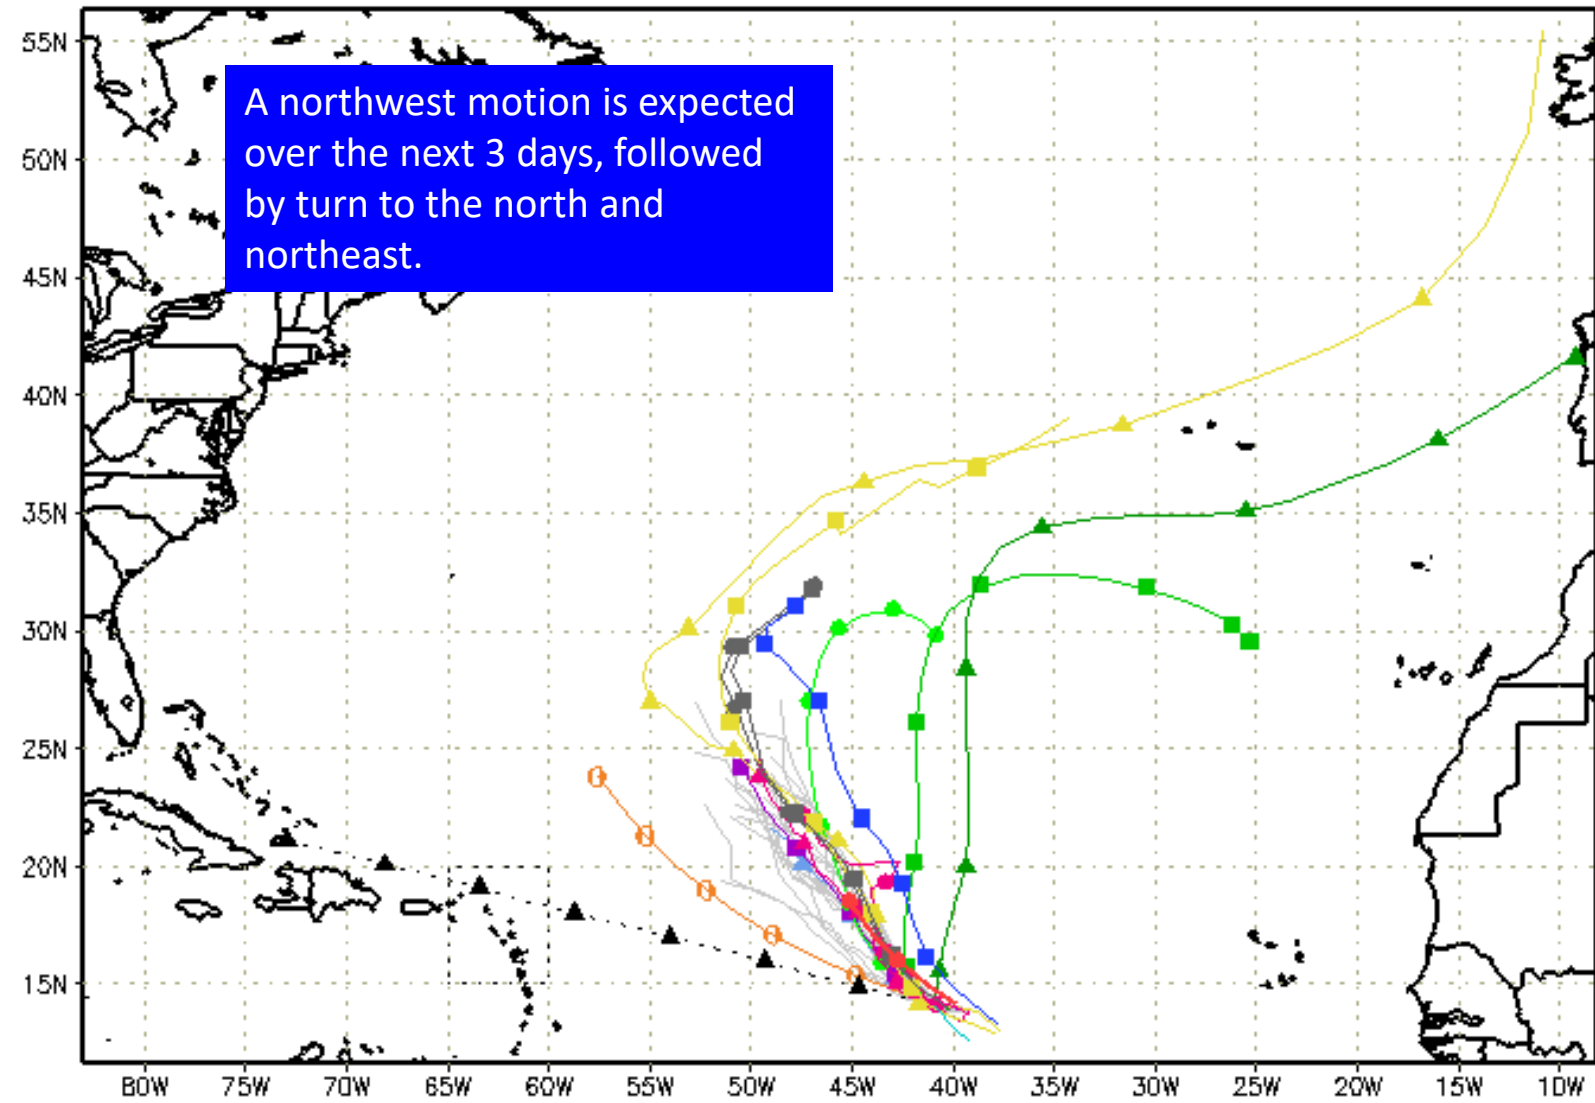 55N
A northwest motion is expected
over the next 3 days, followed
by turn to the north and
northeast.
50N
45N
40N
35N
30N
25N
20N
15N
80W 75W 70W 65W 60W 55W 50W 45W 40W 35W 30W 25W 20W 15W 10W